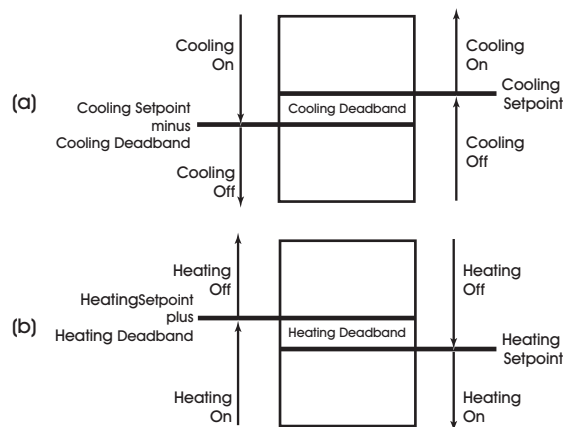 Cooling
On
Cooling
On
(a)
Cooling Setpoint
minus
Cooling Deadband
Cooling Deadband
Cooling
Setpoint
Cooling
Off
Cooling
Off
Heating
Off
Heating
Off
(b)
HeatingSetpoint
plus
Heating Deadband
Heating Deadband
Heating
Setpoint
Heating
On
Heating
On